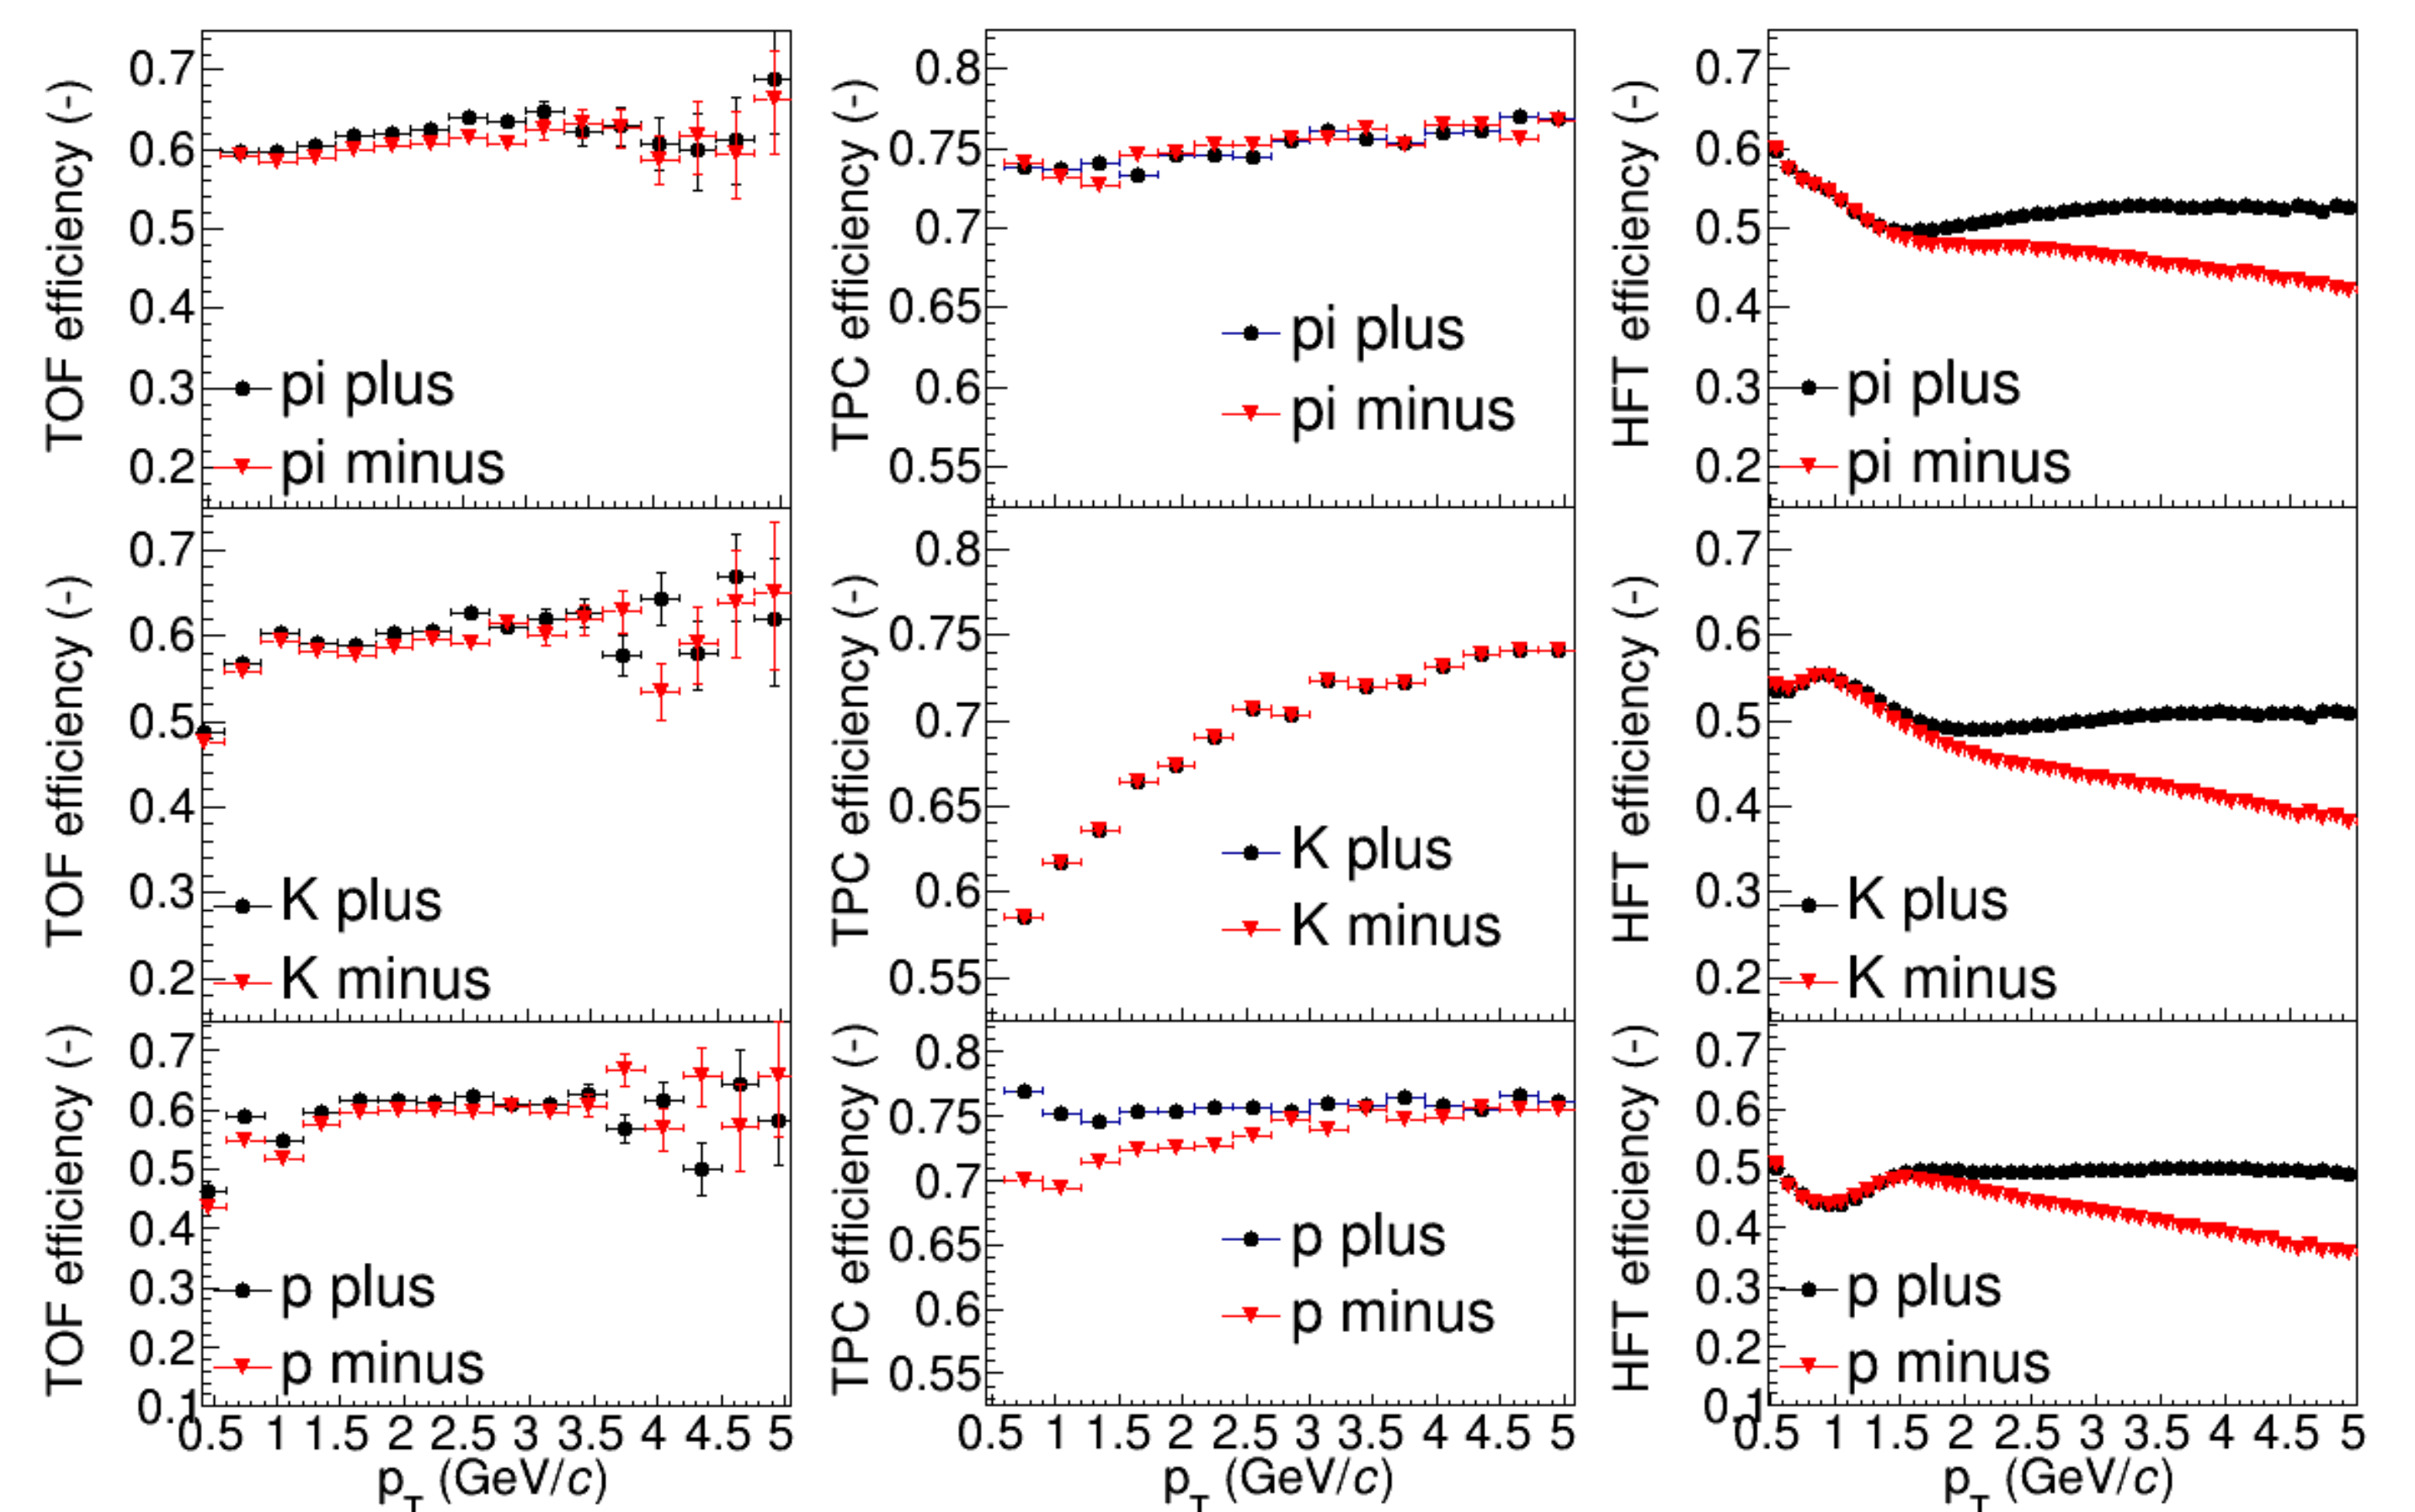 TOF efficiency (-)
0.7
0.6
0.5
0.4
0.3
0.2
pi plus
pi minus
TPC efficiency (-)
0.8
0.75
0.7
0.65
0.6
0.55
pi plus
pi minus
HFT efficiency (-)
0.7
0.6
0.5
0.4
0.3
0.2
pi plus
pi minus
TOF efficiency (-)
0.7
0.6
0.5
0.4
0.3
0.2
K plus
K minus
TPC efficiency (-)
0.8
0.75
0.7
0.65
0.6
0.55
K plus
K minus
HFT efficiency (-)
0.7
0.6
0.5
0.4
0.3
0.2
K plus
K minus
TOF efficiency (-)
0.7
0.6
0.5
0.4
0.3
0.2
0.1
p plus
p minus
0.5 1 1.5 2 2.5 3 3.5 4 4.5 5
p_T (GeV/c)
TPC efficiency (-)
0.8
0.75
0.7
0.65
0.6
0.55
p plus
p minus
0.5 1 1.5 2 2.5 3 3.5 4 4.5 5
p_T (GeV/c)
HFT efficiency (-)
0.7
0.6
0.5
0.4
0.3
0.2
0.1
p plus
p minus
0.5 1 1.5 2 2.5 3 3.5 4 4.5 5
p_T (GeV/c)